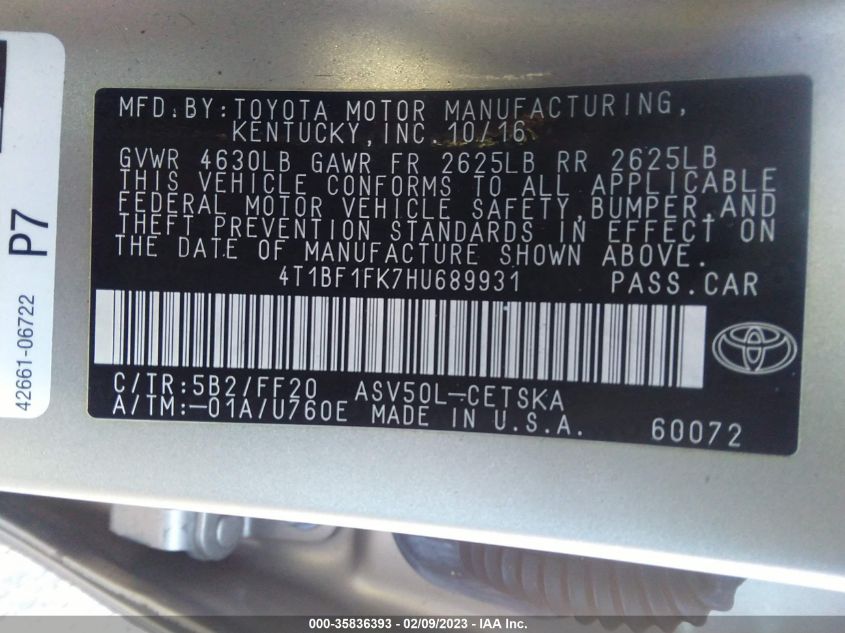 MFD.BY:TOYOTA MOTOR MANUFACTURING,
KENTUCKY,INC. 10/16
GVWR 4630LB GAWR FR 2625LB RR 2625LB
THIS VEHICLE CONFORMS TO ALL APPLICABLE
FEDERAL MOTOR VEHICLE SAFETY,BUMPER,AND
THEFT PREVENTION STANDARDS IN EFFECT ON
THE DATE OF MANUFACTURE SHOWN ABOVE.
4T1BF1FK7HU689931 PASS.CAR
C/TR:5B2/FF20 ASV50L-CETSKA
A/TM:-01A/U760E MADE IN U.S.A. 60072
P7
42661-06722
000-35836393 - 02/09/2023 - IAA Inc.